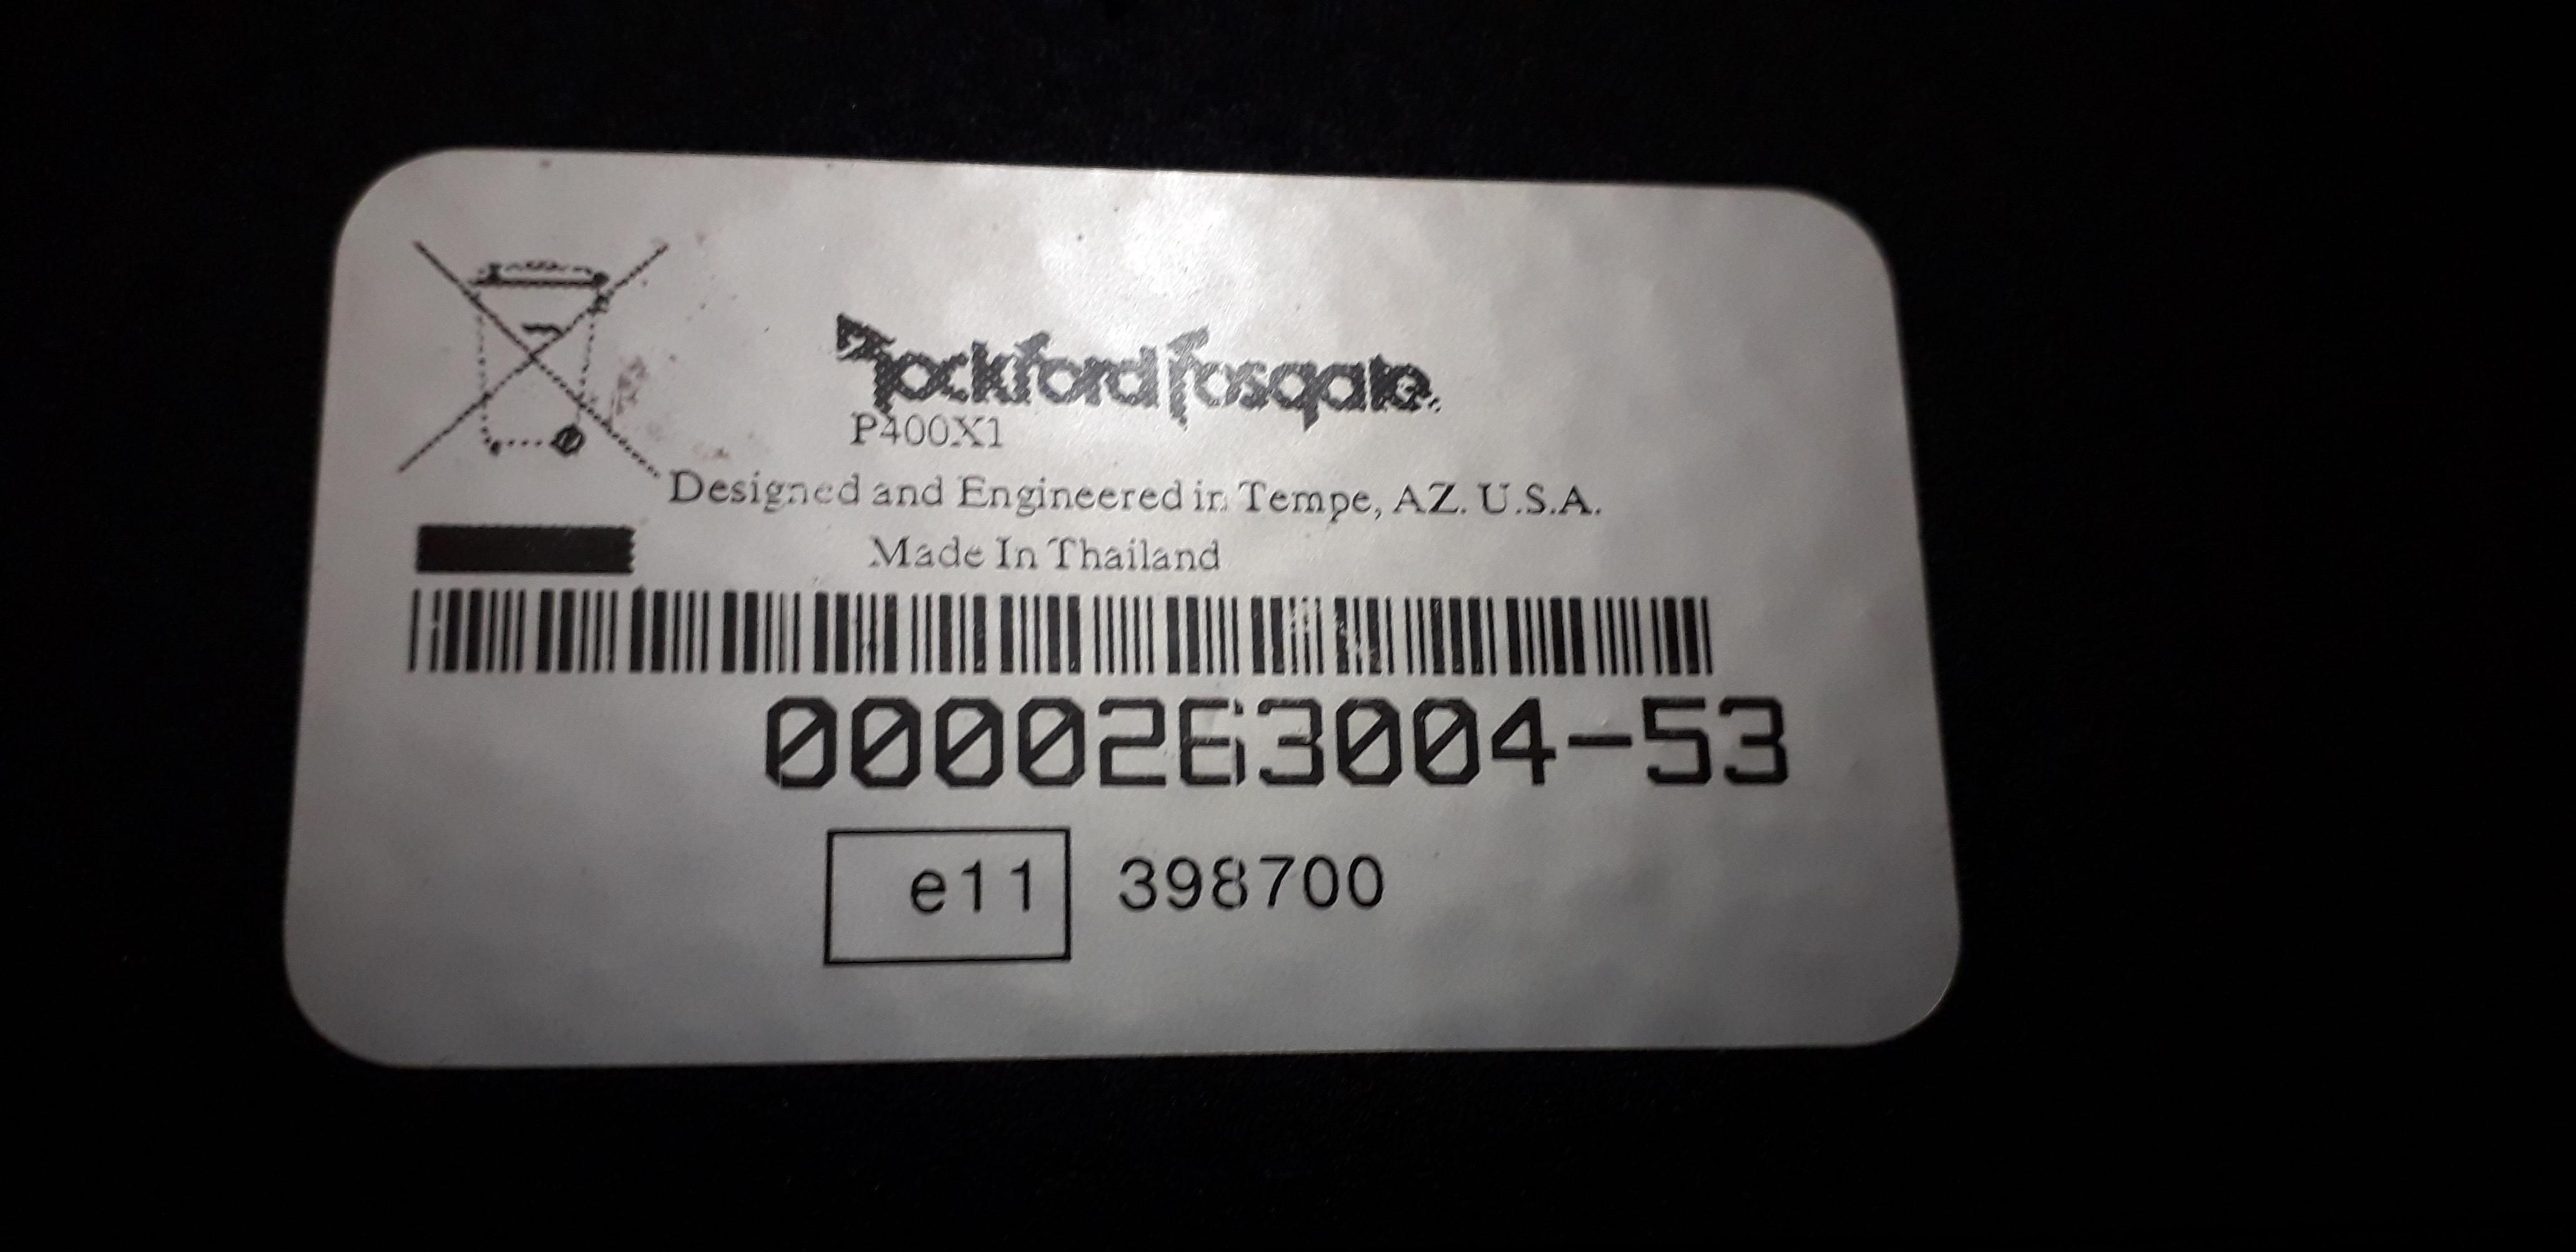 Rockford Fosgate
P400X1
Designed and Engineered in Tempe, AZ. U.S.A.
Made In Thailand
0000263004-53
e11 398700